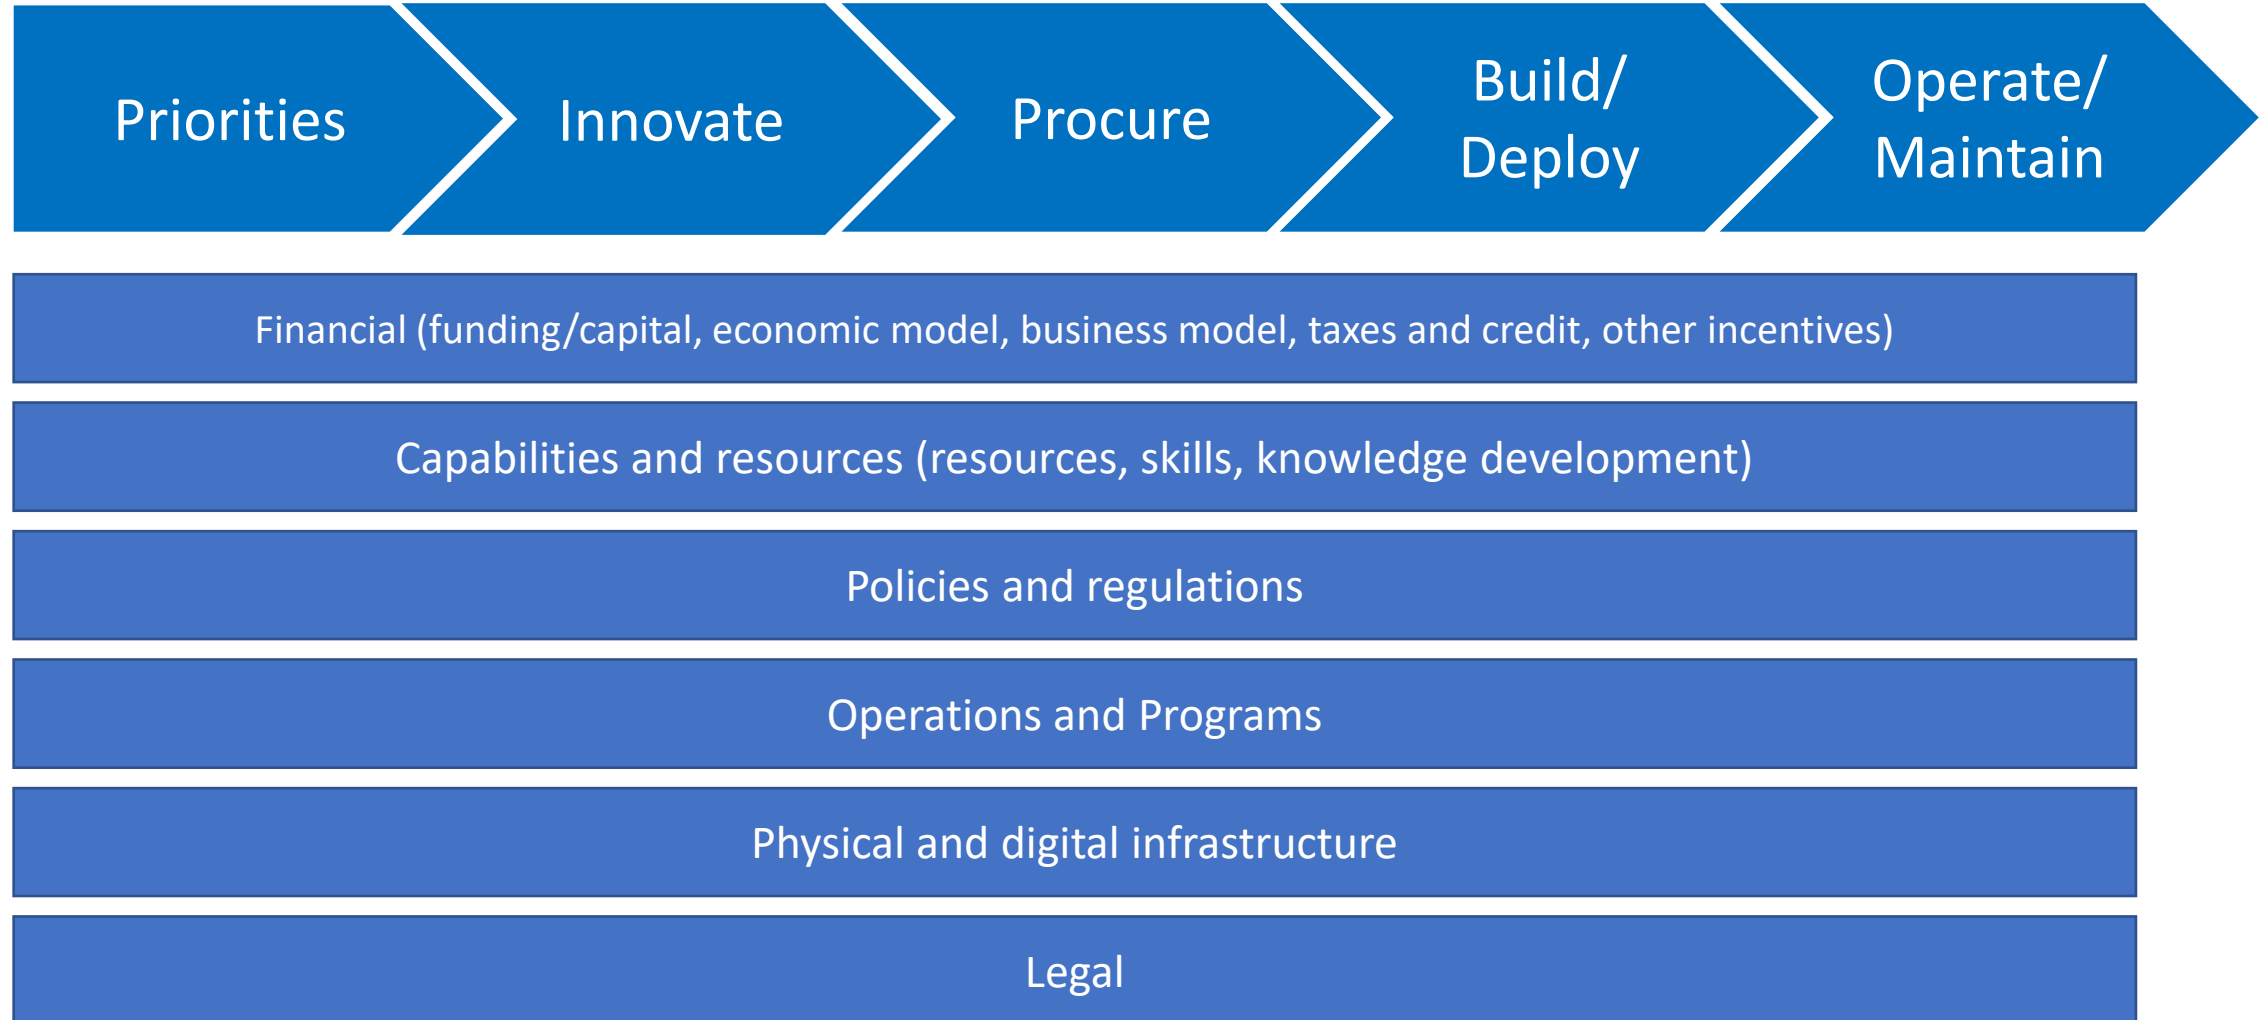 Priorities
Innovate
Procure
Build/
Deploy
Operate/
Maintain
Financial (funding/capital, economic model, business model, taxes and credit, other incentives)
Capabilities and resources (resources, skills, knowledge development)
Policies and regulations
Operations and Programs
Physical and digital infrastructure
Legal